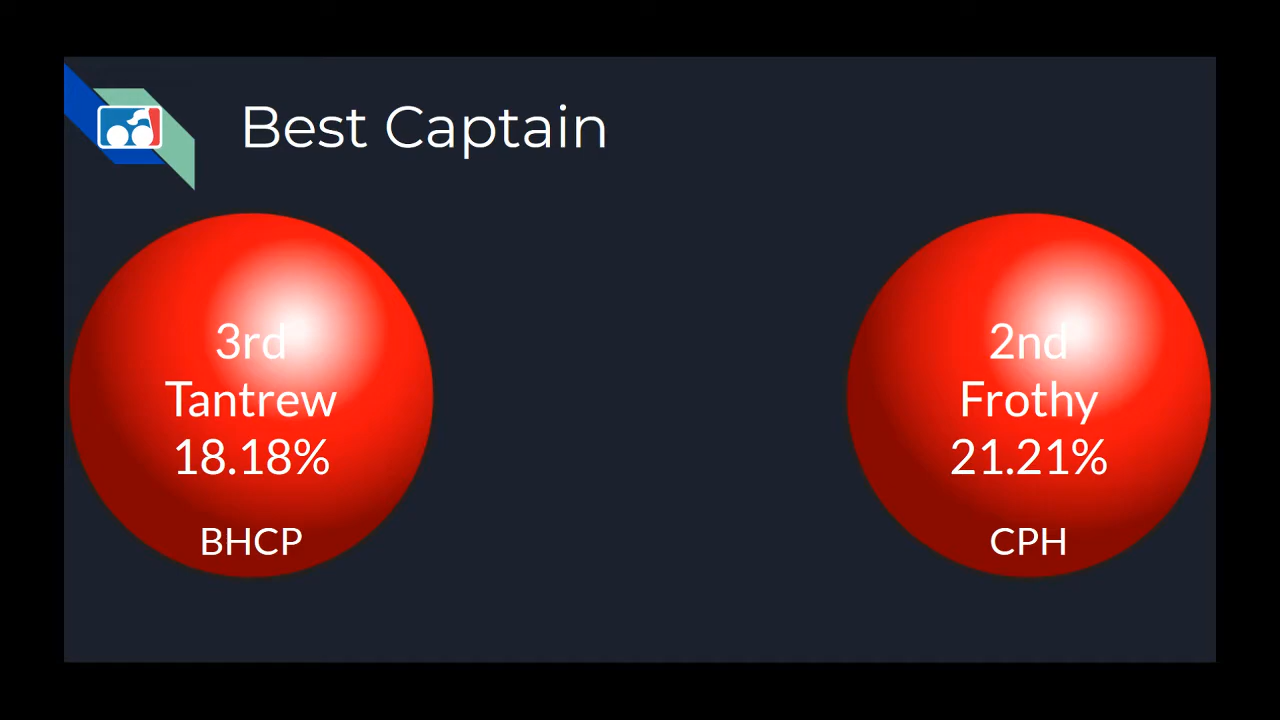 Best Captain
3rd
Tantrew
18.18%
BHCP
2nd
Frothy
21.21%
CPH